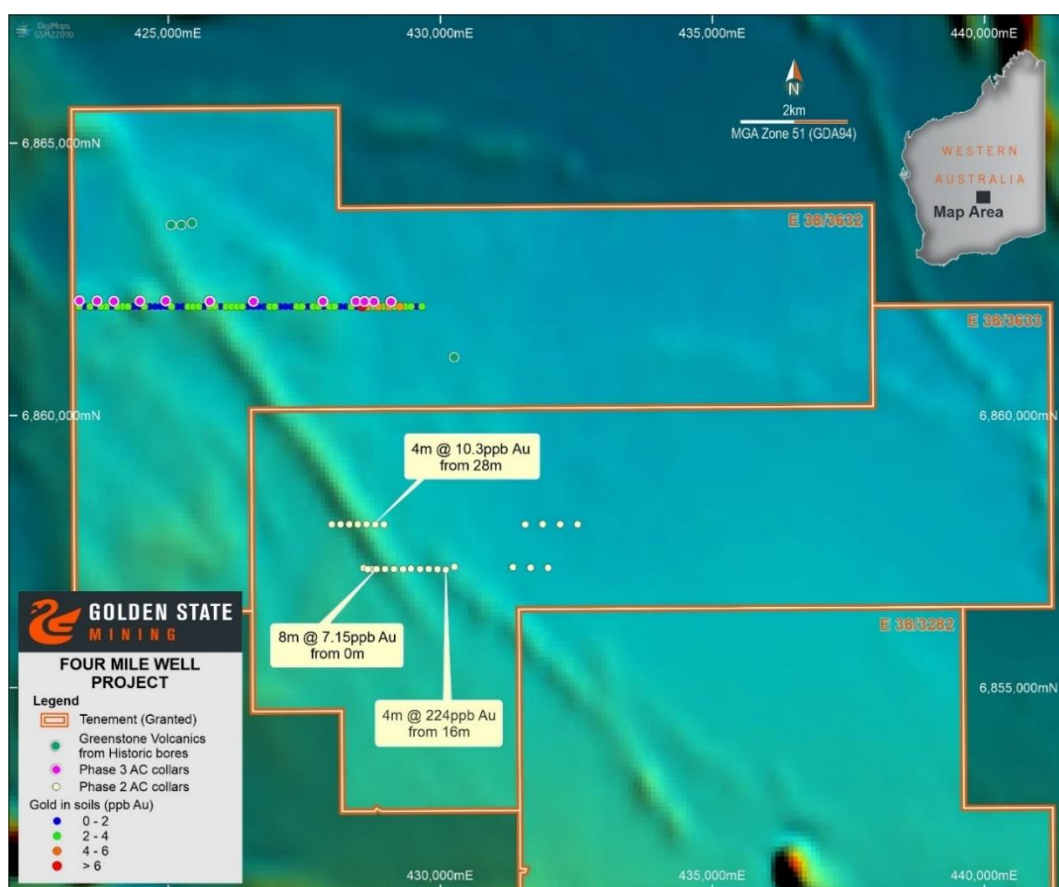 DigiMaps
GSM22010
425,000mE
430,000mE
435,000mE
440,000mE
N
2km
MGA Zone 51 (GDA94)
WESTERN
AUSTRALIA
Map Area
6,865,000mN
E 38/3632
E 38/3633
6,860,000mN
6,860,000mN
4m @ 10.3ppb Au
from 28m
8m @ 7.15ppb Au
from 0m
4m @ 224ppb Au
from 16m
E 38/3282
6,855,000mN
GOLDEN STATE
MINING
FOUR MILE WELL
PROJECT
Legend
Tenement (Granted)
Greenstone Volcanics
from Historic bores
Phase 3 AC collars
Phase 2 AC collars
Gold in soils (ppb Au)
0 - 2
2 - 4
4 - 6
> 6
430,000mE
435,000mE
440,000mE